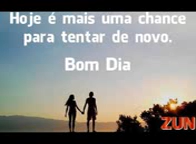 Hoje é mais uma chance
para tentar de novo.
Bom Dia
ZUN